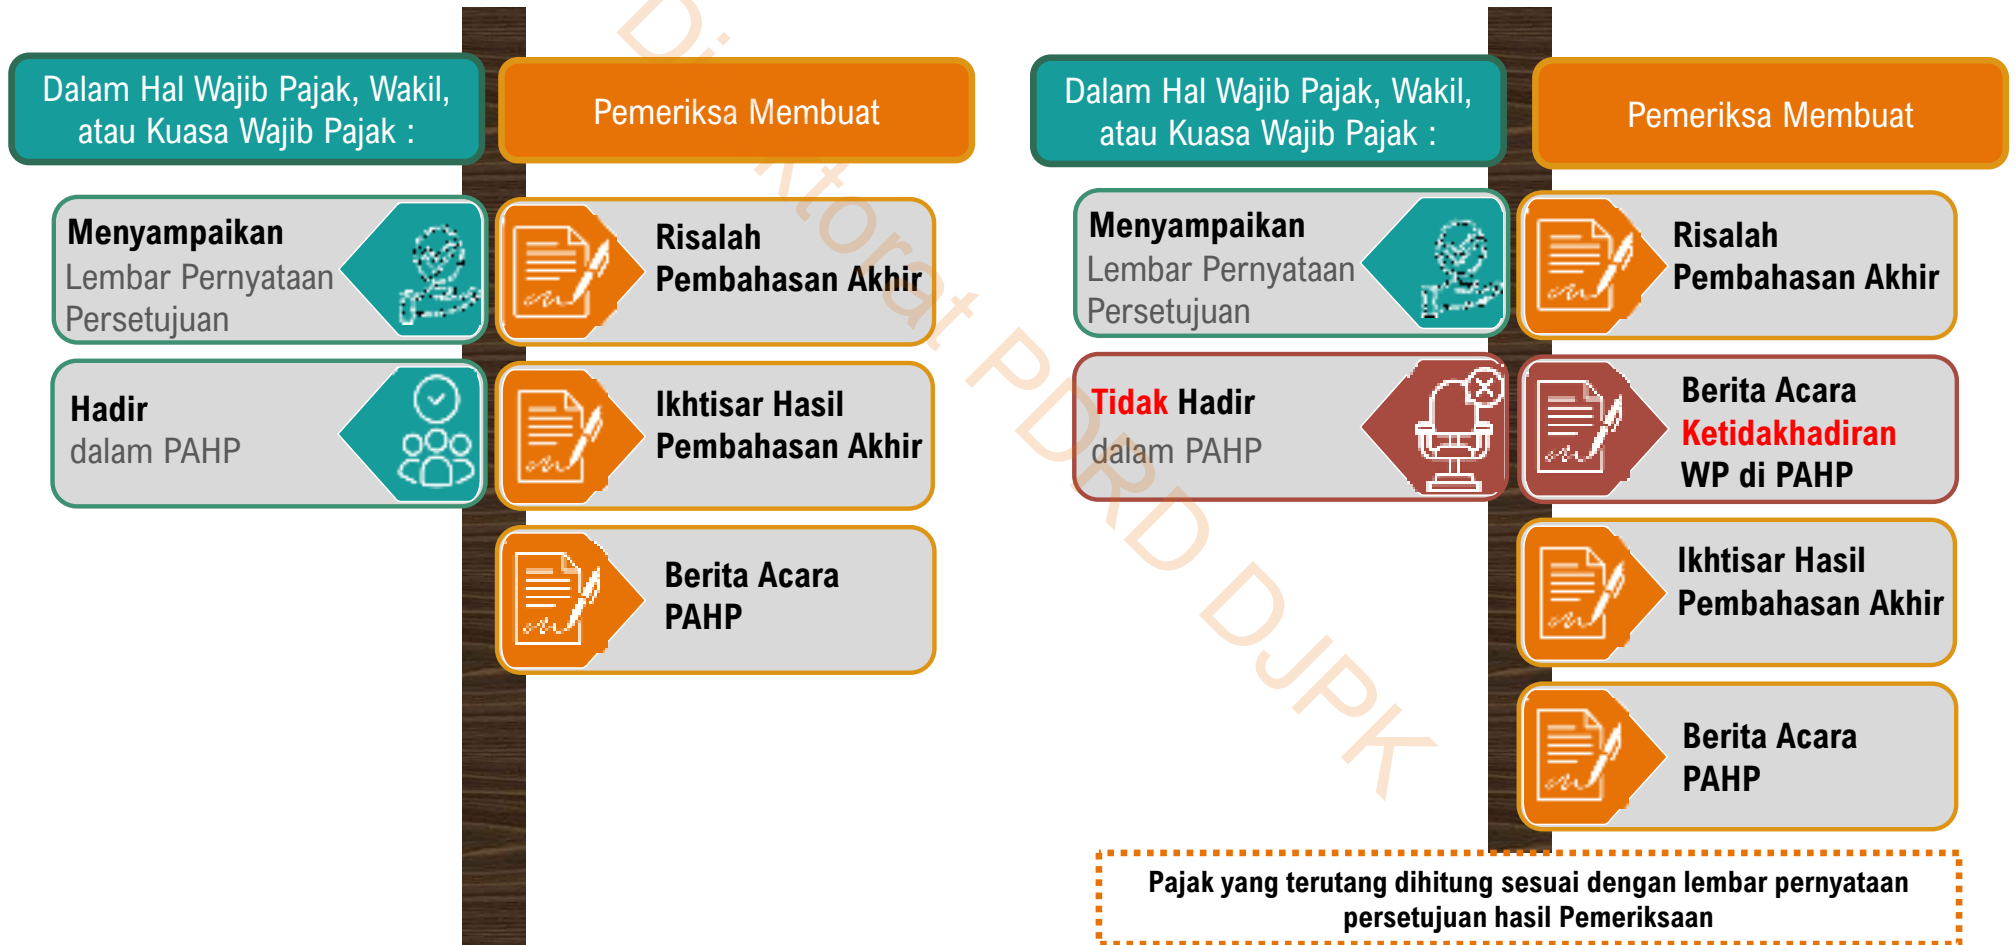 Dalam Hal Wajib Pajak, Wakil,
atau Kuasa Wajib Pajak :
Pemeriksa Membuat
Menyampaikan
Lembar Pernyataan
Persetujuan
Risalah
Pembahasan Akhir
Hadir
dalam PAHP
Ikhtisar Hasil
Pembahasan Akhir
Berita Acara
PAHP
Dalam Hal Wajib Pajak, Wakil,
atau Kuasa Wajib Pajak :
Pemeriksa Membuat
Menyampaikan
Lembar Pernyataan
Persetujuan
Risalah
Pembahasan Akhir
Tidak Hadir
dalam PAHP
Berita Acara
Ketidakhadiran
WP di PAHP
Ikhtisar Hasil
Pembahasan Akhir
Berita Acara
PAHP
Pajak yang terutang dihitung sesuai dengan lembar pernyataan
persetujuan hasil Pemeriksaan
PDRD DJPK